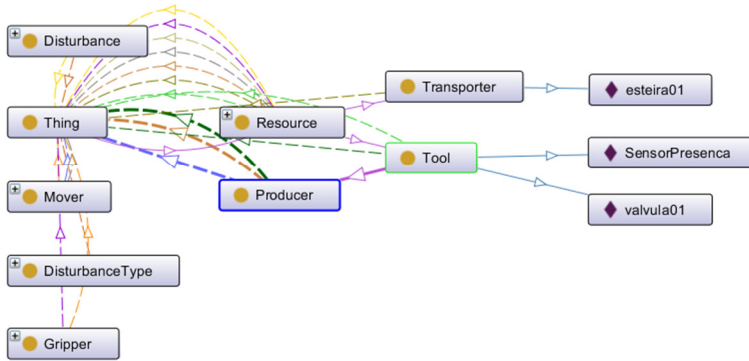 Disturbance
Transporter
esteira01
Thing
Resource
Tool
SensorPresenca
Mover
Producer
valvula01
DisturbanceType
Gripper